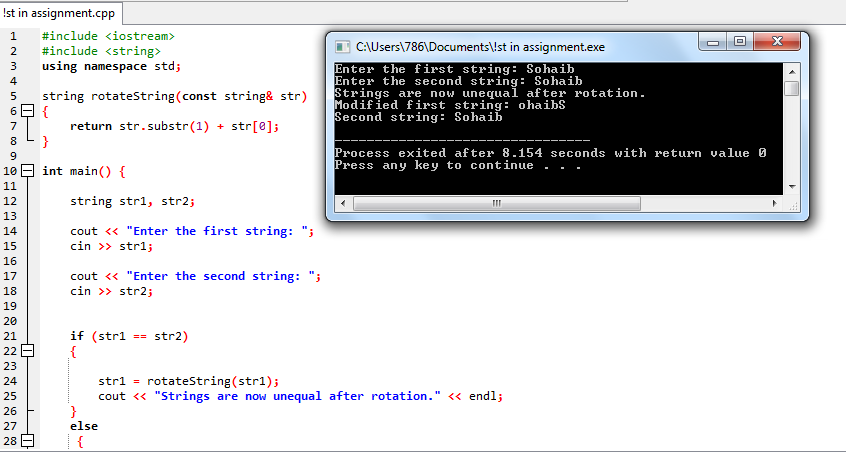 !st in assignment.cpp
1 #include <iostream>
2 #include <string>
3 using namespace std;
4
5 string rotateString(const string& str)
6 {
7     return str.substr(1) + str[0];
8 }
9
10 int main() {
11
12     string str1, str2;
13
14     cout << "Enter the first string: ";
15     cin >> str1;
16
17     cout << "Enter the second string: ";
18     cin >> str2;
19
20
21     if (str1 == str2)
22     {
23
24         str1 = rotateString(str1);
25         cout << "Strings are now unequal after rotation." << endl;
26     }
27     else
28      {
C:\Users\786\Documents\!st in assignment.exe
Enter the first string: Sohaib
Enter the second string: Sohaib
Strings are now unequal after rotation.
Modified first string: ohaibS
Second string: Sohaib
--------------------------------
Process exited after 8.154 seconds with return value 0
Press any key to continue . . .